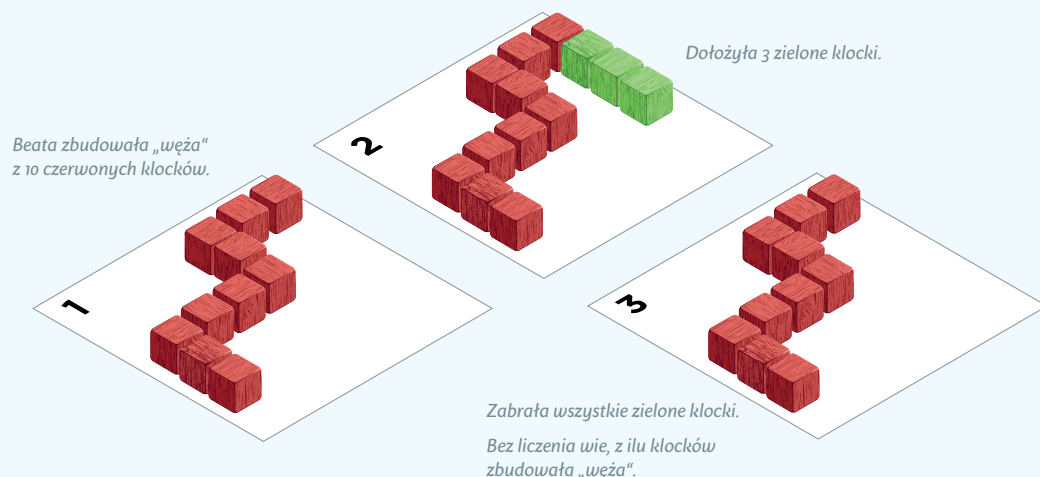 Dołożyła 3 zielone klocki.
2
Beata zbudowała „węża“
z 10 czerwonych klocków.
1
3
Zabrała wszystkie zielone klocki.
Bez liczenia wie, z ilu klocków
zbudowała „węża“.